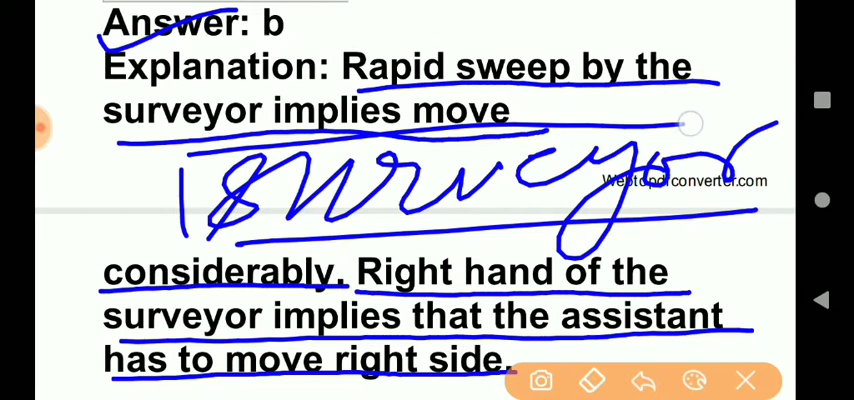 Answer: b
Explanation: Rapid sweep by the
surveyor implies move
surveyor
Webtopdfconverter.com
considerably. Right hand of the
surveyor implies that the assistant
has to move right side.